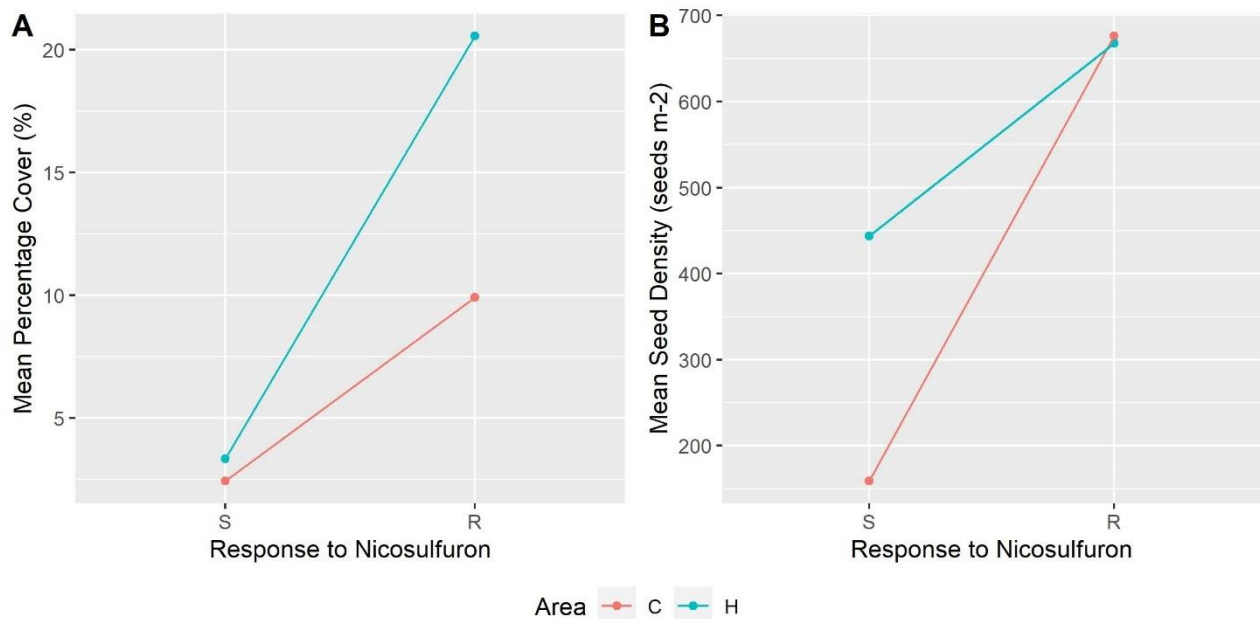 A
Mean Percentage Cover (%)
20
15
10
5
S
R
Response to Nicosulfuron
B
Mean Seed Density (seeds m-2)
700
600
500
400
300
200
S
R
Response to Nicosulfuron
Area C H